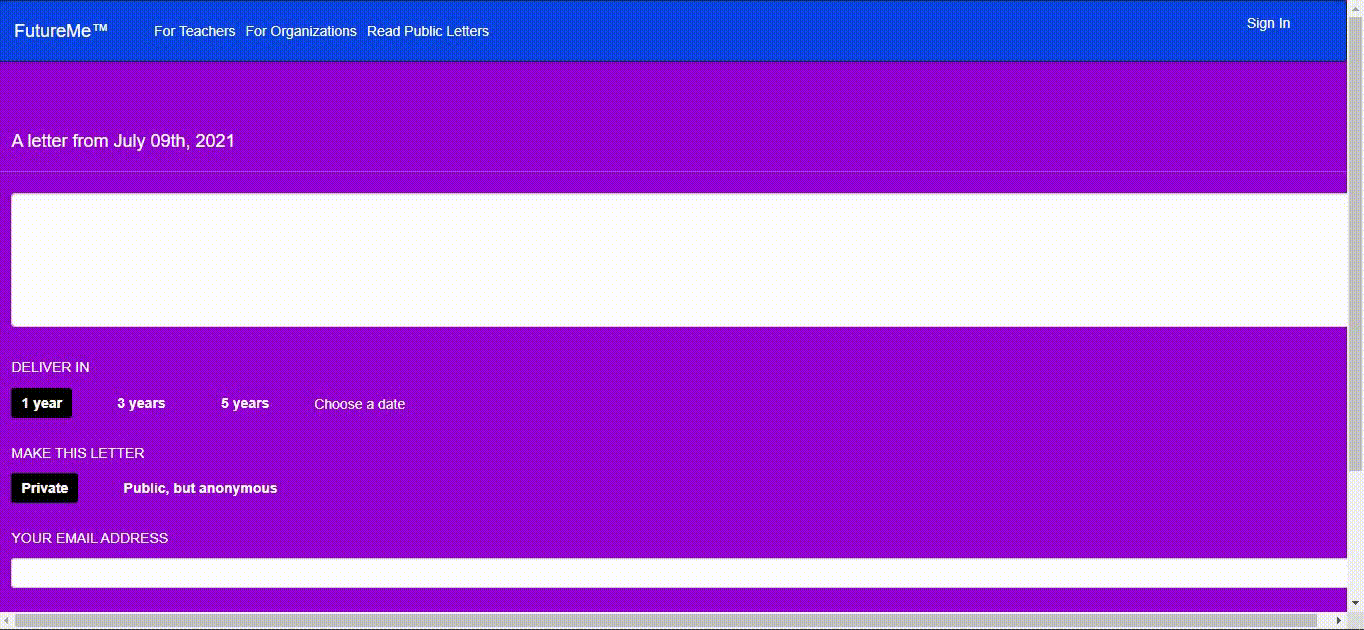 FutureMe™ For Teachers For Organizations Read Public Letters Sign In
A letter from July 09th, 2021
DELIVER IN
1 year 3 years 5 years Choose a date
MAKE THIS LETTER
Private Public, but anonymous
YOUR EMAIL ADDRESS